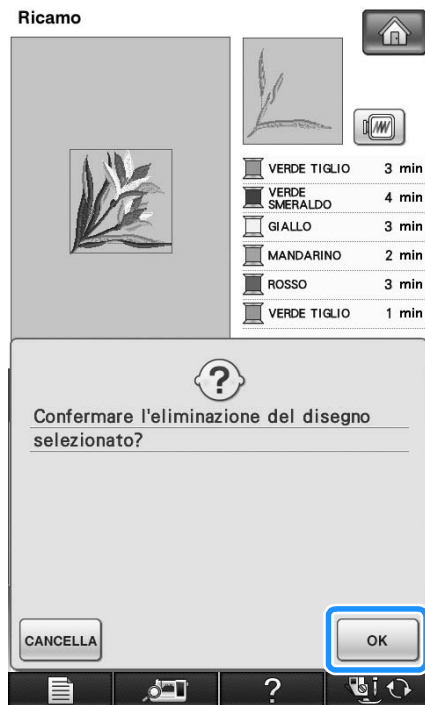 Ricamo
VERDE TIGLIO 3 min
VERDE
SMERALDO 4 min
GIALLO 3 min
MANDARINO 2 min
ROSSO 3 min
VERDE TIGLIO 1 min
?
Confermare l'eliminazione del disegno
selezionato?
CANCELLA OK
?